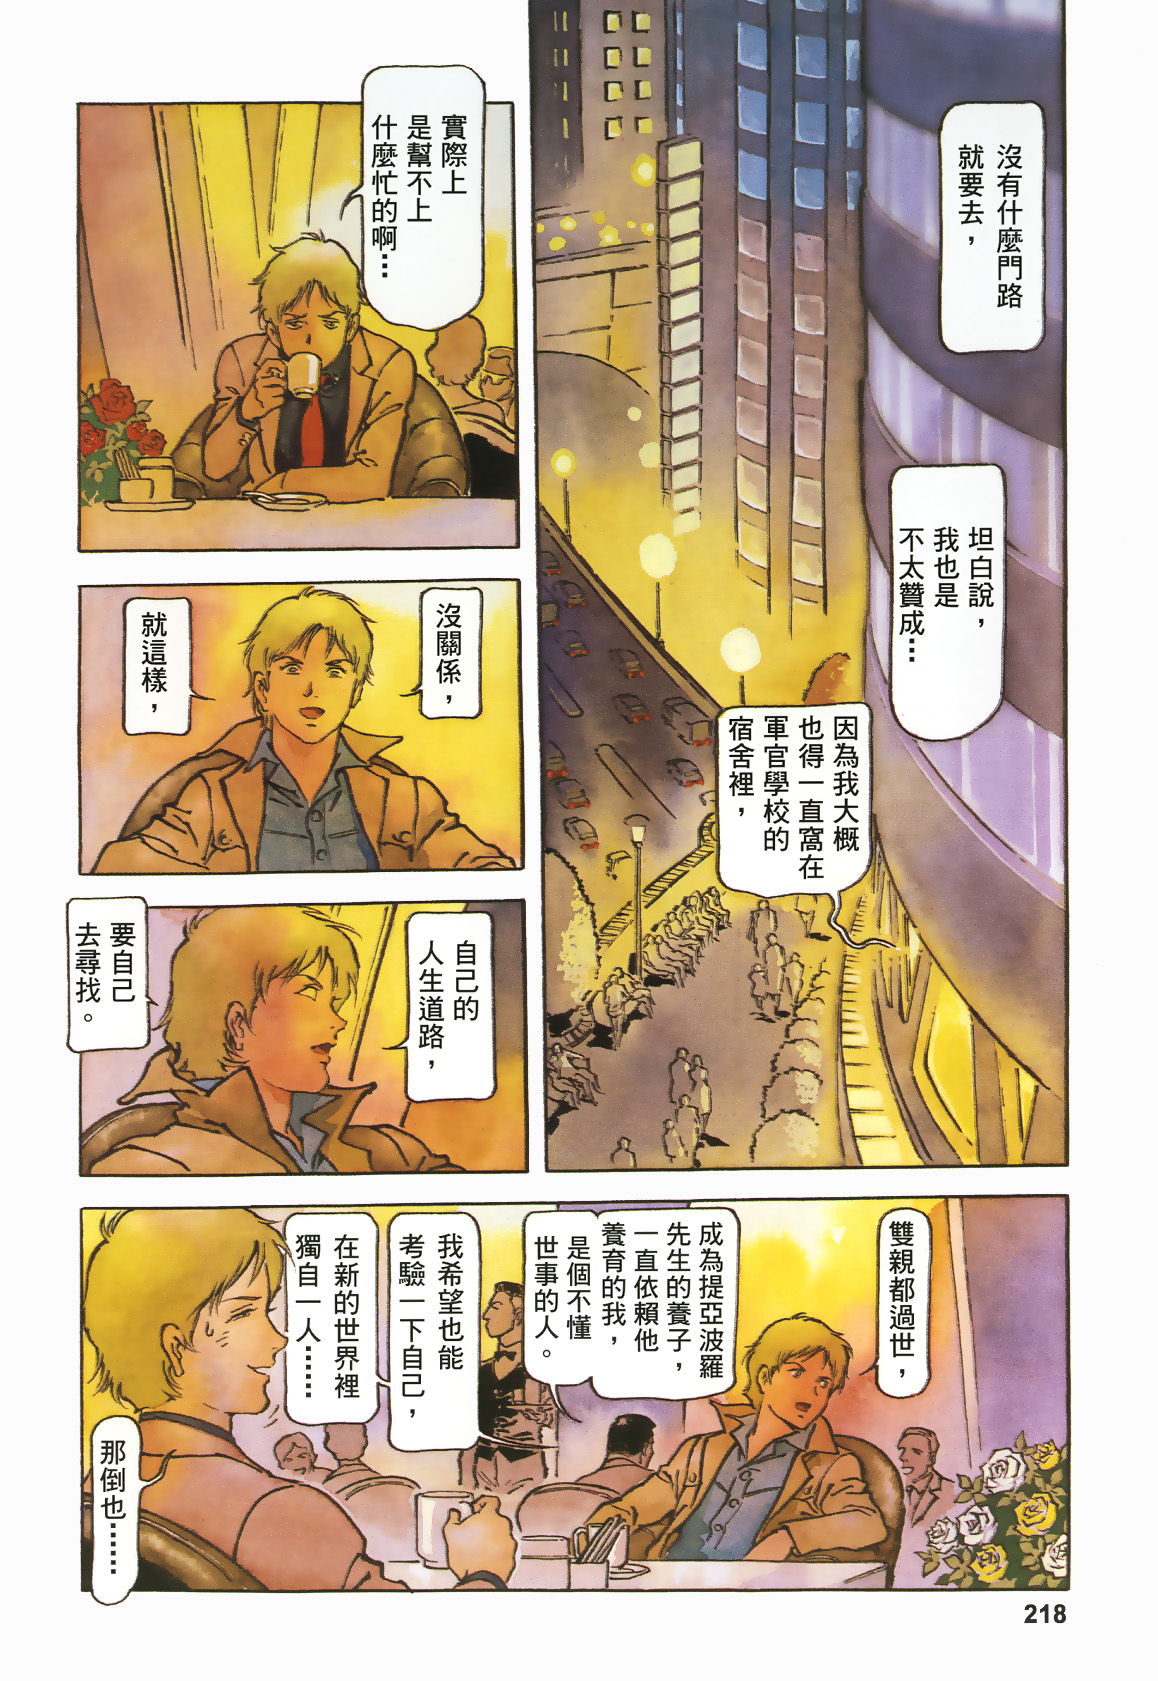 沒有什麼門路
就要去，
坦白說，
我也是
不太贊成…
因為我大概
也得一直窩在
軍官學校的
宿舍裡，
實際上
是幫不上
什麼忙的啊…
沒關係，
就這樣，
自己的
人生道路，
要自己
去尋找。
雙親都過世，
成為提亞波羅
先生的養子，
一直依賴他
養育的我，
是個不懂
世事的人。
我希望也能
考驗一下自己，
在新的世界裡
獨自一人……
那倒也……
218